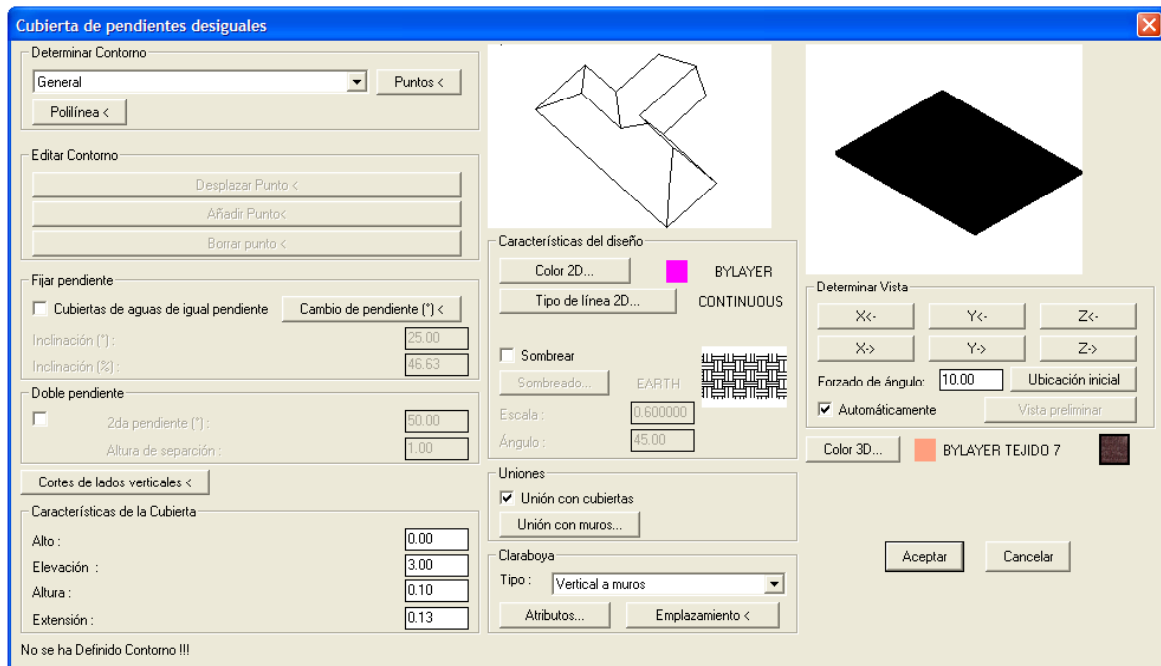 Cubierta de pendientes desiguales
Determinar Contorno
General
Puntos <
Polilínea <
Editar Contorno
Desplazar Punto <
Añadir Punto<
Borrar punto <
Fijar pendiente
Cubiertas de aguas de igual pendiente
Cambio de pendiente (°) <
Inclinación (°) :
25.00
Inclinación (%) :
46.63
Doble pendiente
2da pendiente (°) :
50.00
Altura de separción :
1.00
Cortes de lados verticales <
Características de la Cubierta
Alto :
0.00
Elevación :
3.00
Altura :
0.10
Extensión :
0.13
No se ha Definido Contorno !!!
Características del diseño
Color 2D...
BYLAYER
Tipo de línea 2D...
CONTINUOUS
Sombrear
Sombreado...
EARTH
Escala :
0.600000
Ángulo :
45.00
Uniones
Unión con cubiertas
Unión con muros...
Claraboya
Tipo :
Vertical a muros
Atributos...
Emplazamiento <
Determinar Vista
X<-
Y<-
Z<-
X->
Y->
Z->
Forzado de ángulo:
10.00
Ubicación inicial
Automáticamente
Vista preliminar
Color 3D...
BYLAYER TEJIDO 7
Aceptar
Cancelar